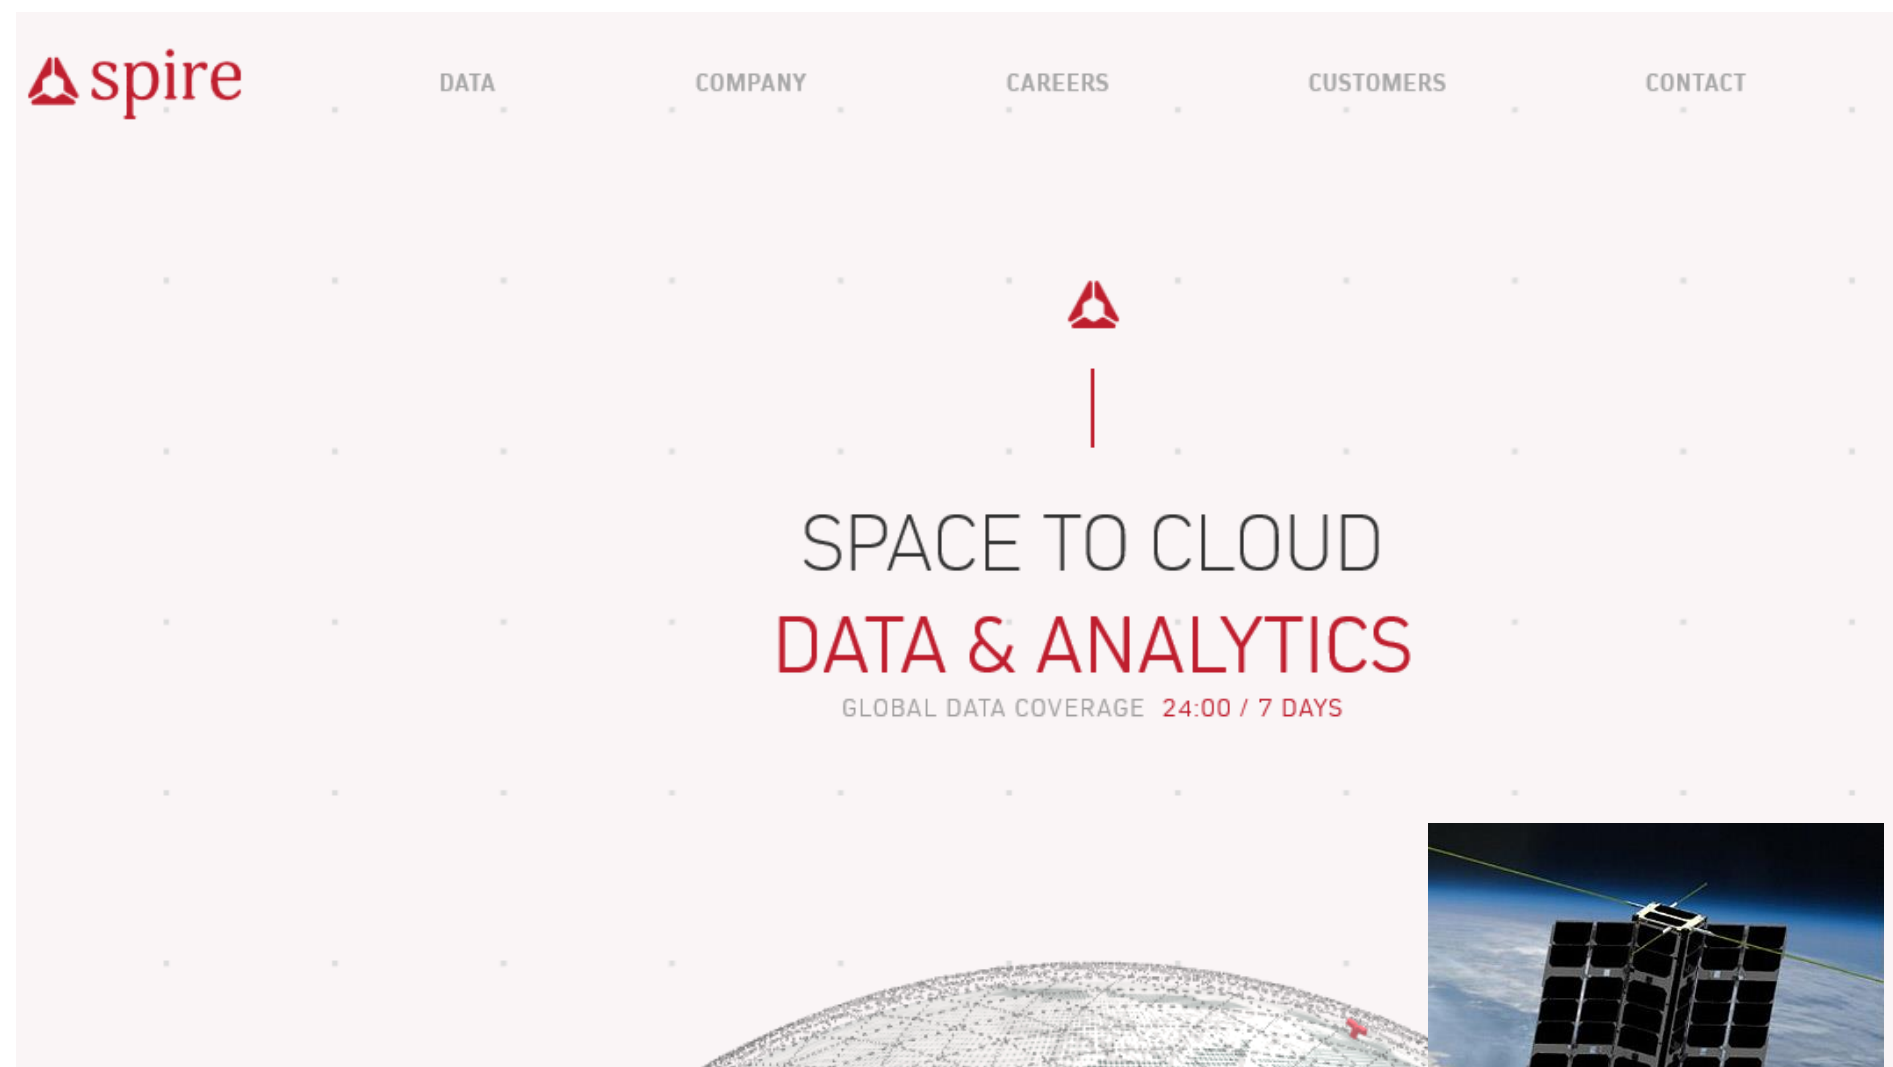 spire
DATA COMPANY CAREERS CUSTOMERS CONTACT
SPACE TO CLOUD
DATA & ANALYTICS
GLOBAL DATA COVERAGE 24:00 / 7 DAYS